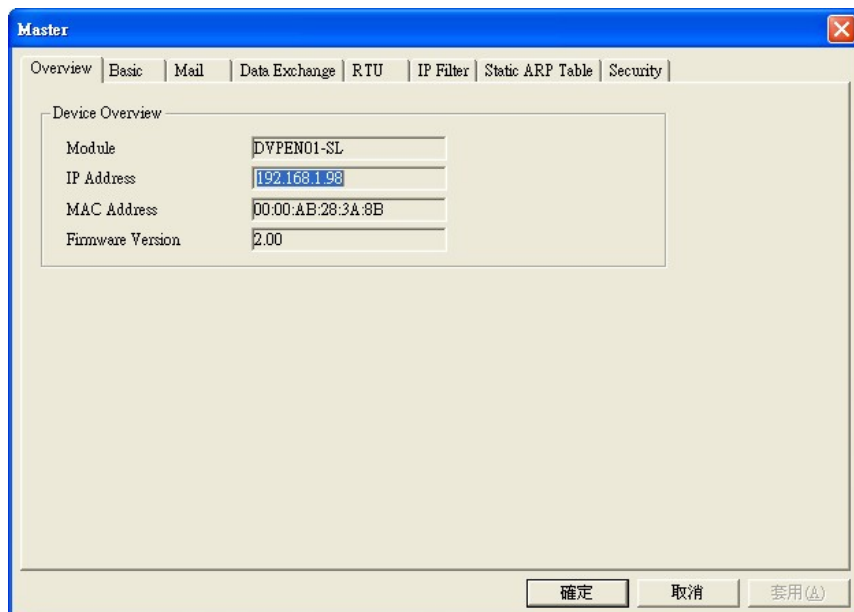 Master
Overview Basic Mail Data Exchange RTU IP Filter Static ARP Table Security
Device Overview
Module DVPEN01-SL
IP Address 192.168.1.98
MAC Address 00:00:AB:28:3A:8B
Firmware Version 2.00
確定 取消 套用(A)